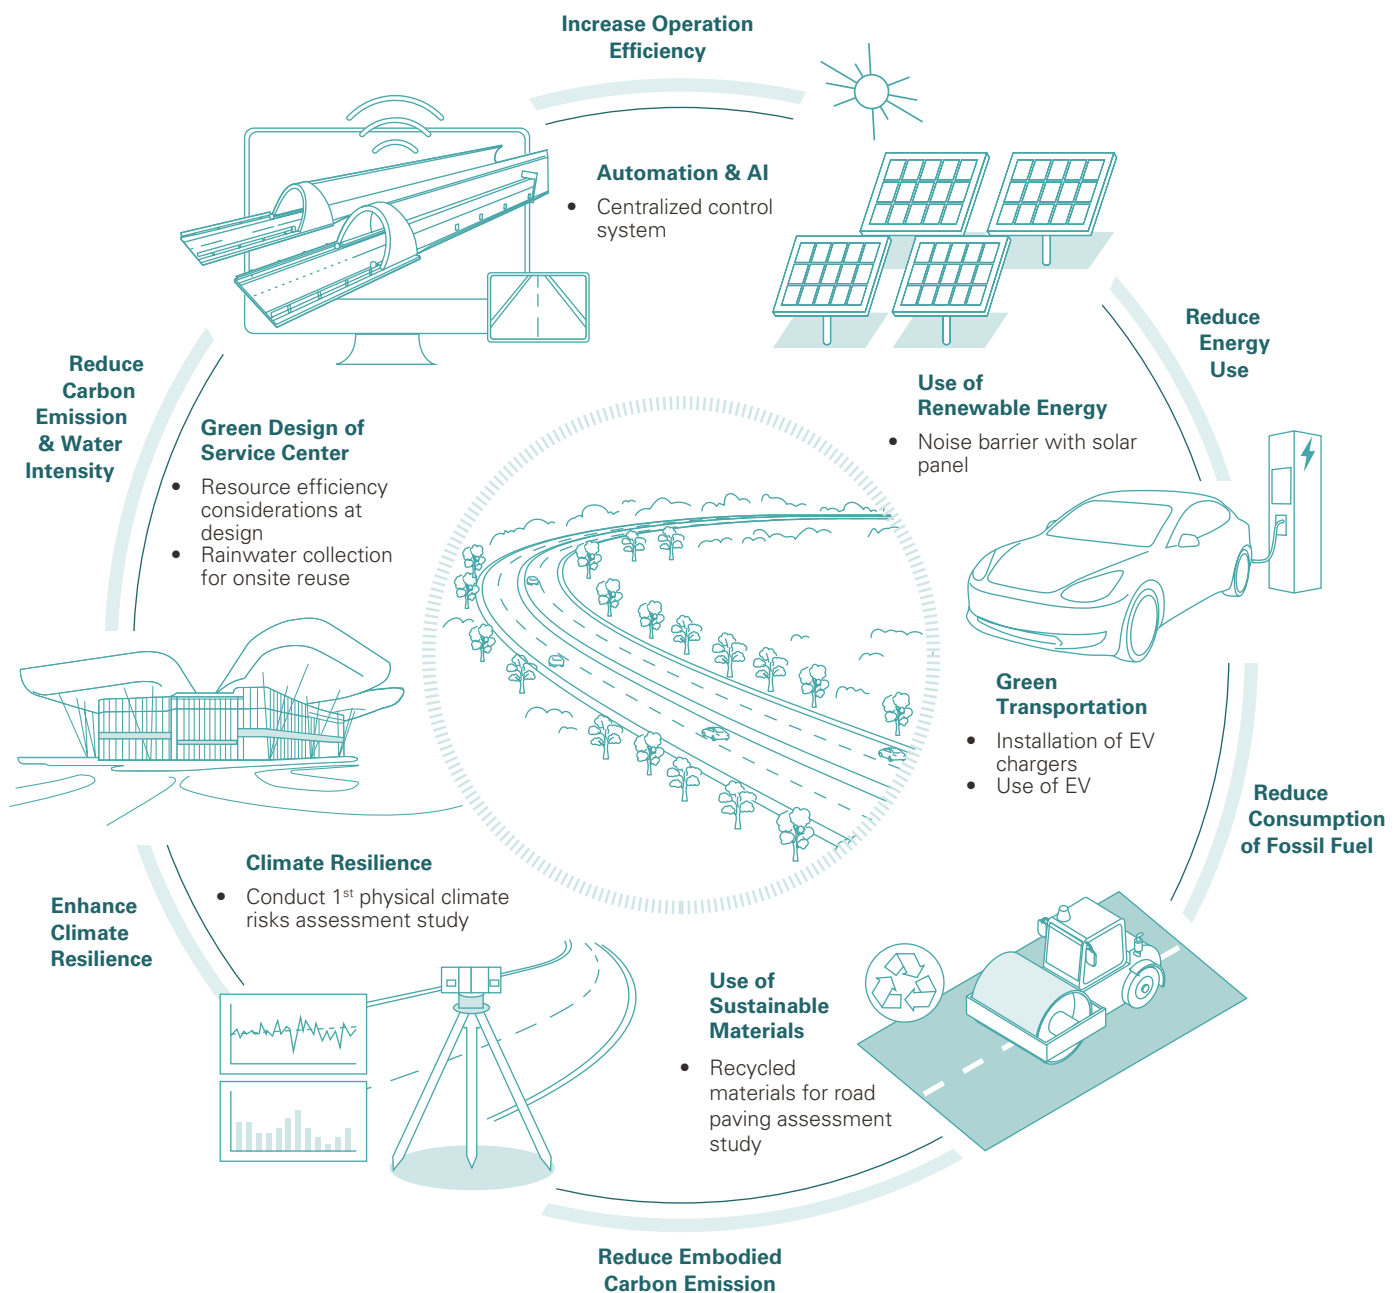 Increase Operation
Efficiency
Automation & AI
• Centralized control
system
Reduce
Energy
Use
Use of
Renewable Energy
• Noise barrier with solar
panel
Green
Transportation
• Installation of EV
chargers
• Use of EV
Reduce
Consumption
of Fossil Fuel
Use of
Sustainable
Materials
• Recycled
materials for road
paving assessment
study
Reduce Embodied
Carbon Emission
Climate Resilience
• Conduct 1st physical climate
risks assessment study
Enhance
Climate
Resilience
Green Design of
Service Center
• Resource efficiency
considerations at
design
• Rainwater collection
for onsite reuse
Reduce
Carbon
Emission
& Water
Intensity